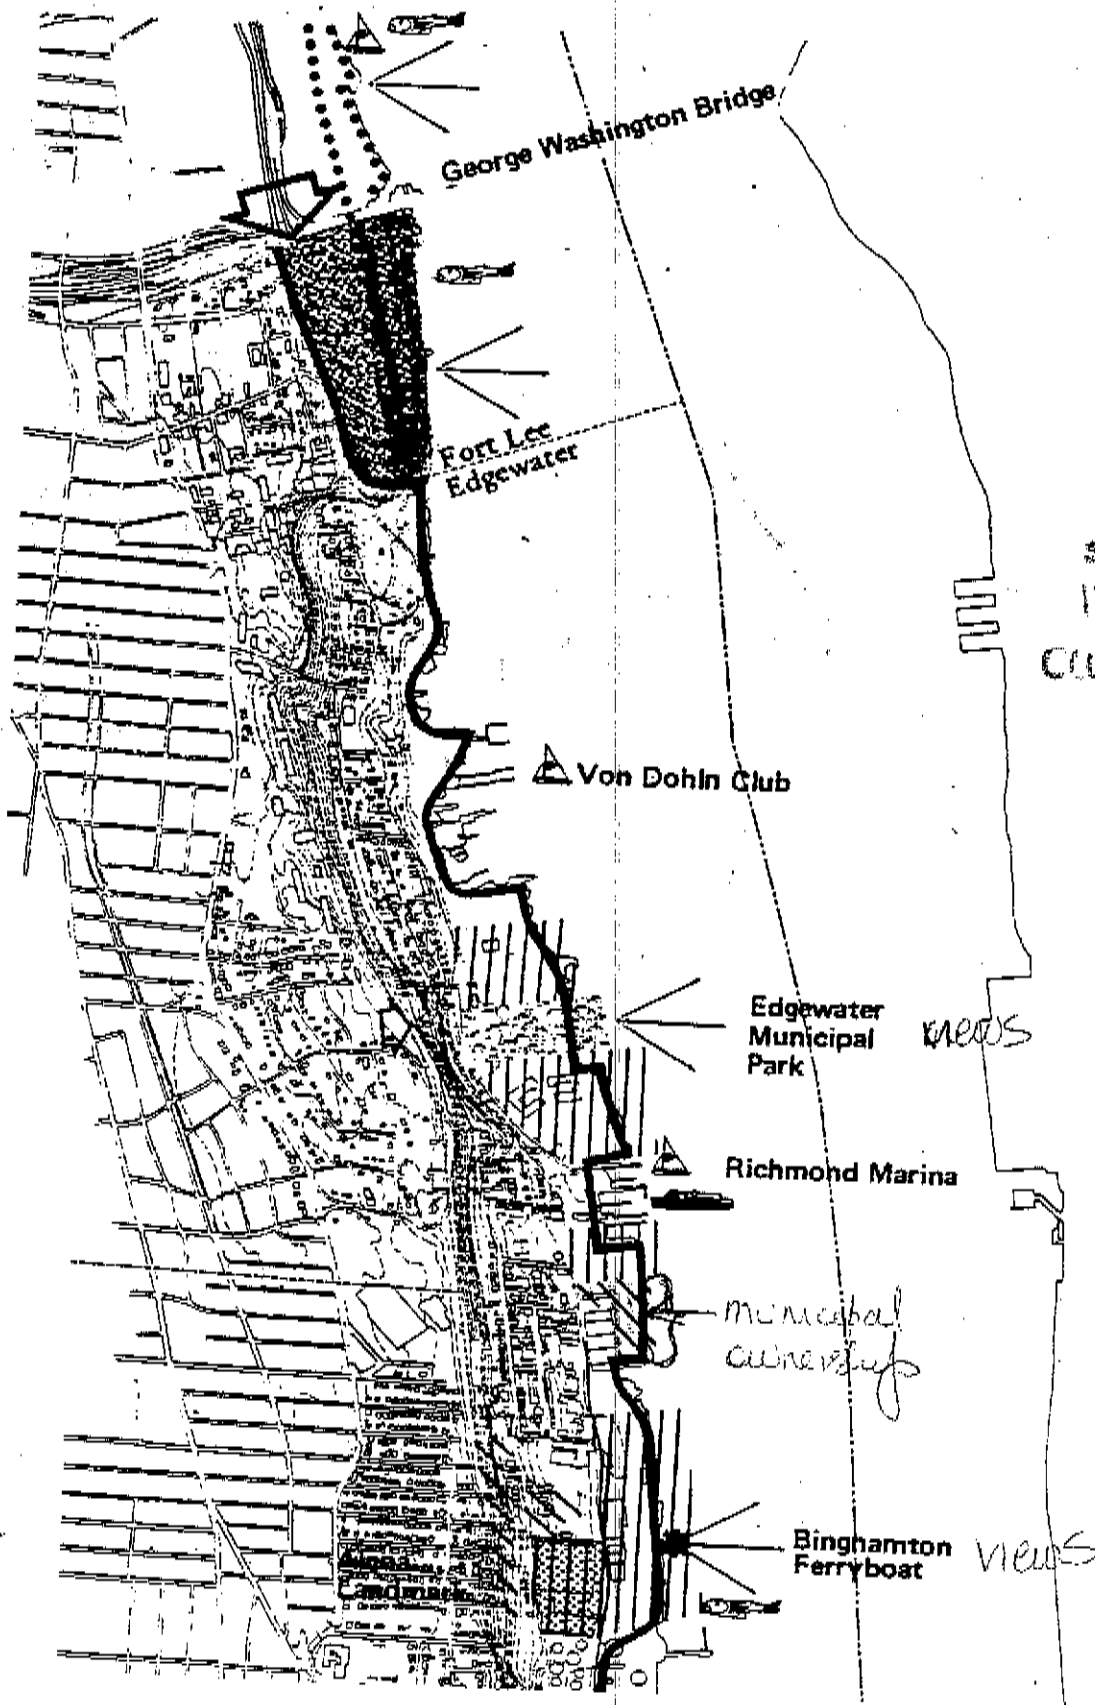 George Washington Bridge
Fort Lee
Edgewater
Von Dohln Club
Edgewater
Municipal
Park
views
Richmond Marina
municipal
ownership
Binghamton
Ferryboat
views